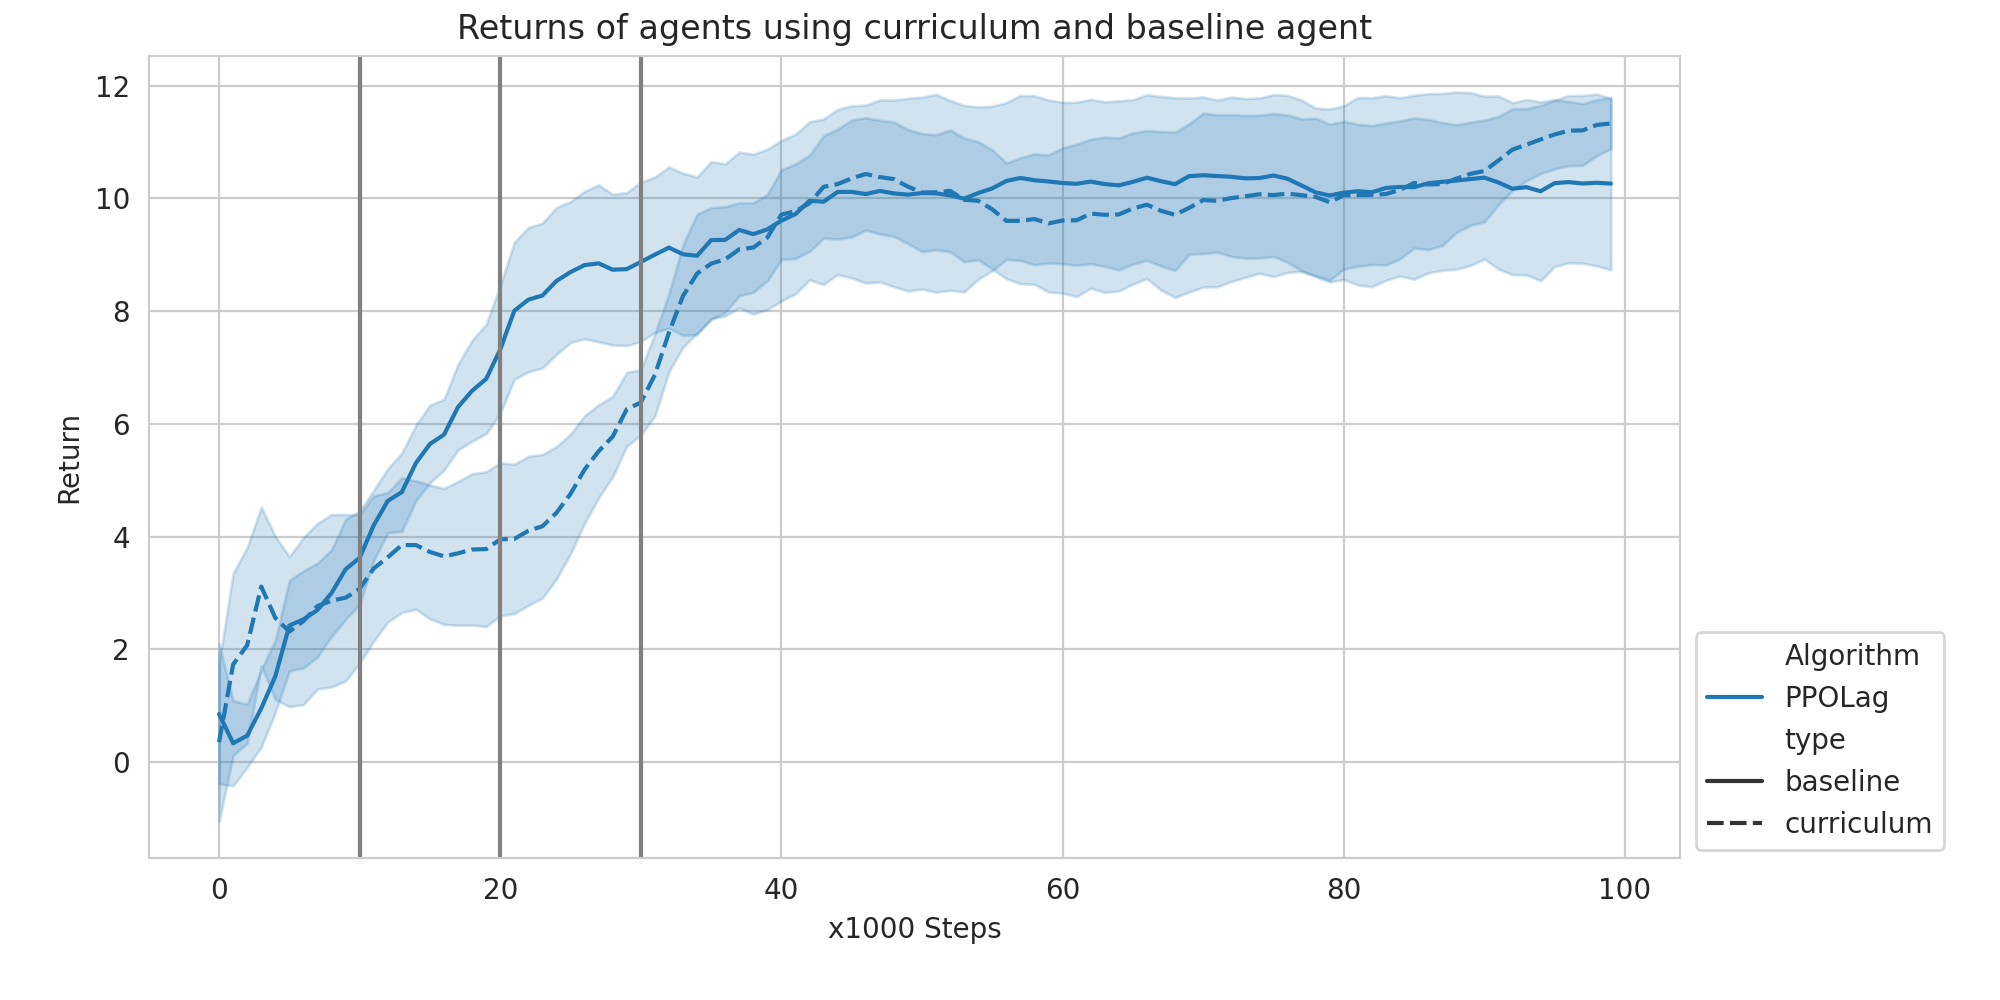 Returns of agents using curriculum and baseline agent
12
10
8
6
4
2
0
Return
0 20 40 60 80 100
x1000 Steps
Algorithm
PPOLag
type
baseline
curriculum